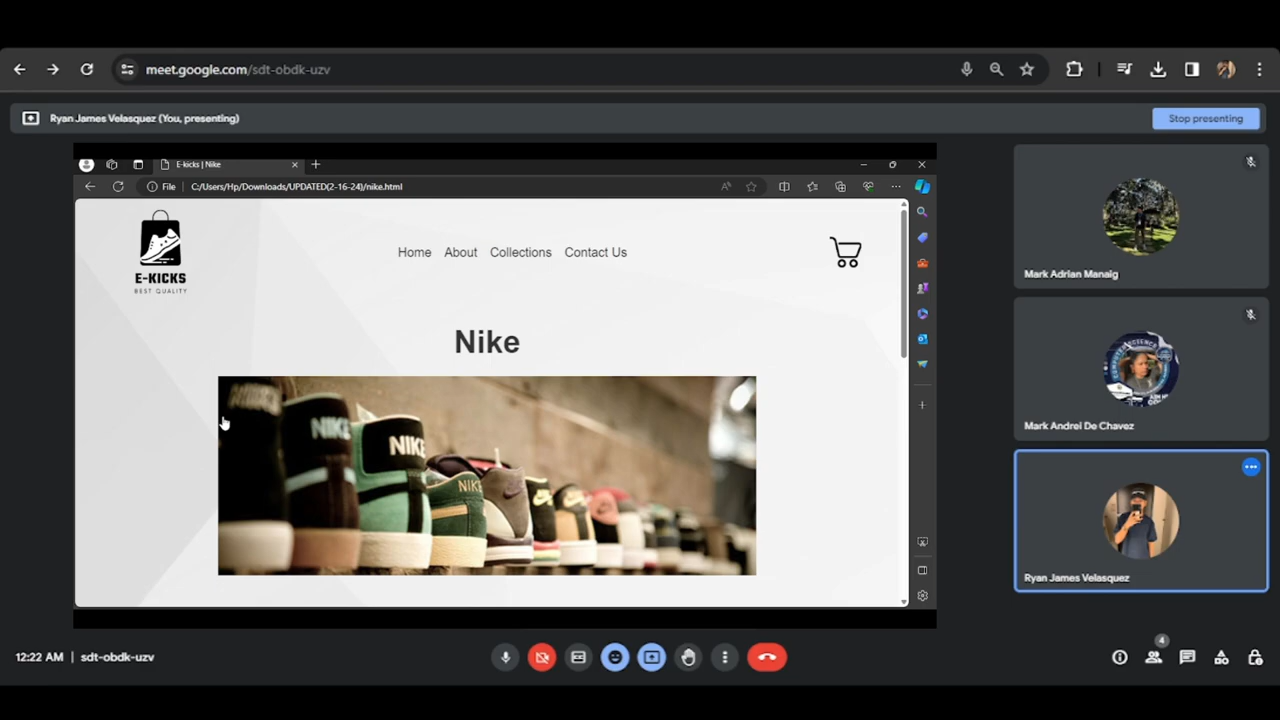 meet.google.com/sdt-obdk-uzv
Ryan James Velasquez (You, presenting)
Stop presenting
E-kicks | Nike
File
C:/Users/Hp/Downloads/UPDATED(2-16-24)/nike.html
E-KICKS
BEST QUALITY
Home About Collections Contact Us
Nike
NIKE
NIKE
NIKE
Mark Adrian Manaig
Mark Andrei De Chavez
Ryan James Velasquez
12:22 AM | sdt-obdk-uzv
4